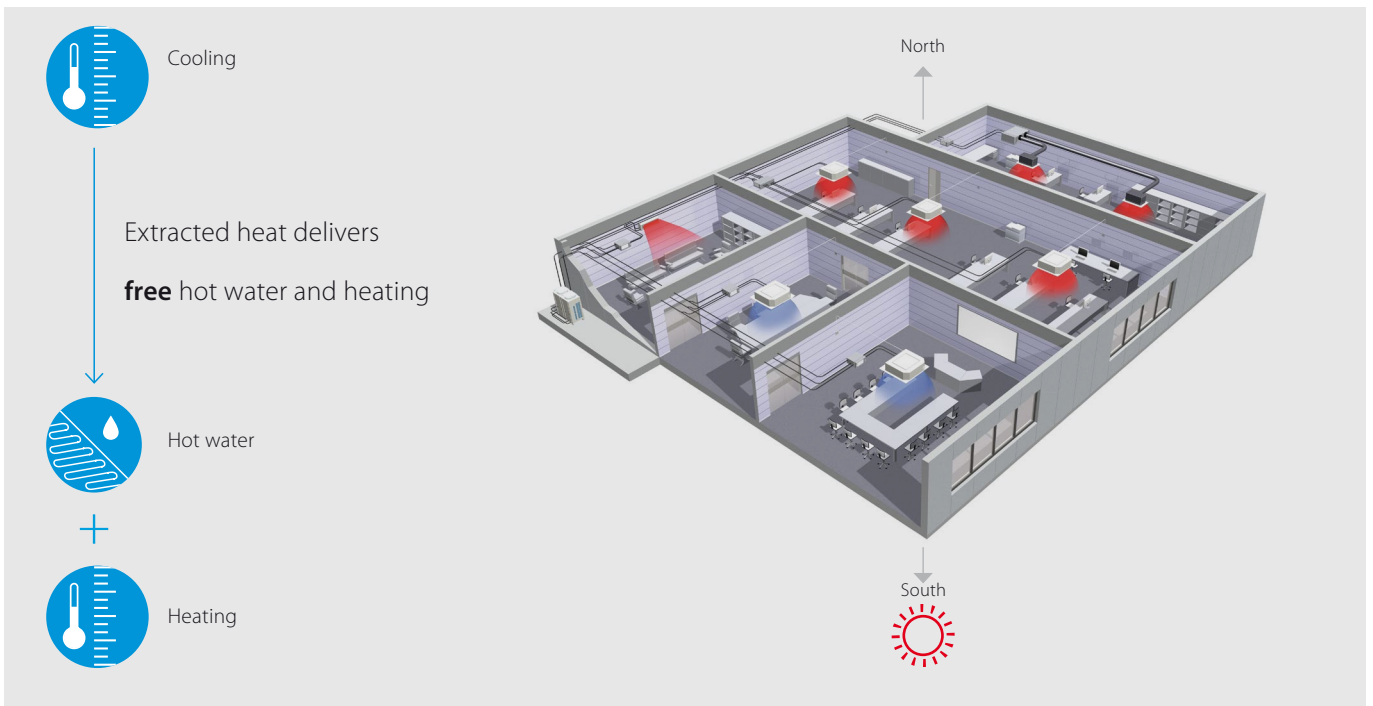 Cooling
Extracted heat delivers
free hot water and heating
Hot water
Heating
North
South